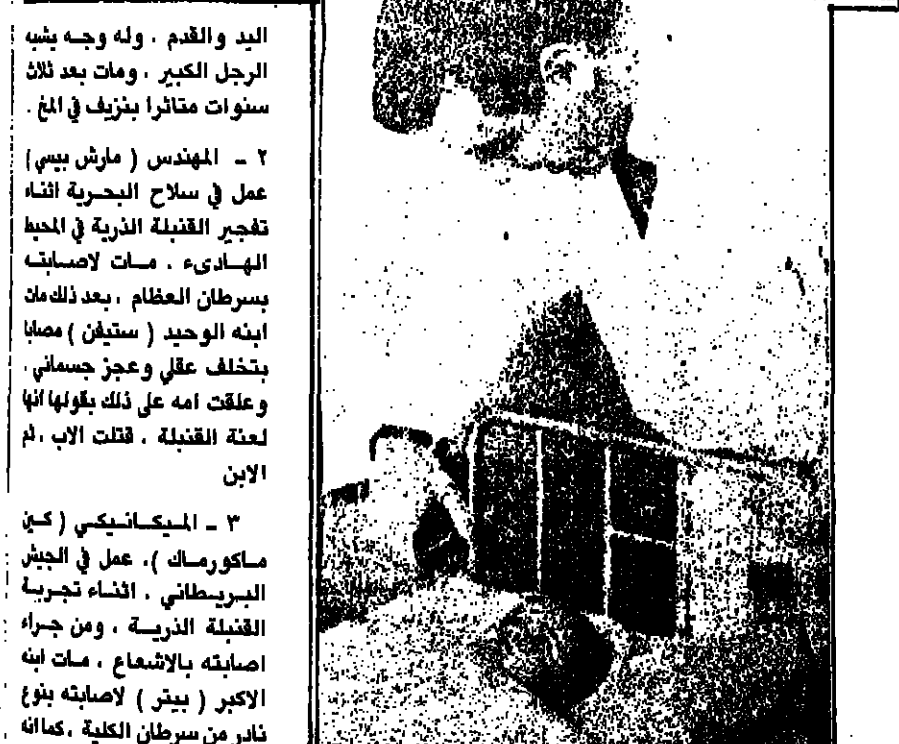 اليد والقدم ، وله وجه يشبه
الرجل الكبير ، ومات بعد ثلاث
سنوات متاثرا بنزيف في المخ .
٢ - المهندس ( مارش بيسي )
عمل في سلاح البحرية اثناء
تفجير القنبلة الذرية في المحيط
الهادىء . مات لاصابته
بسرطان العظام ، بعد ذلك مات
ابنه الوحيد ( ستيفن ) مصابا
بتخلف عقلي وعجز جسماني .
وعلقت امه على ذلك بقولها انها
لعنة القنبلة ، قتلت الاب ، ثم
الابن
٣ - الميكانيكي ( كين
ماكورماك ) ، عمل في الجيش
البريطاني ، اثناء تجربة
القنبلة الذرية ، ومن جراء
اصابته بالاشعاع ، مات ابنه
الاكبر ( بيتر ) لاصابته بنوع
نادر من سرطان الكلية ، كما انه